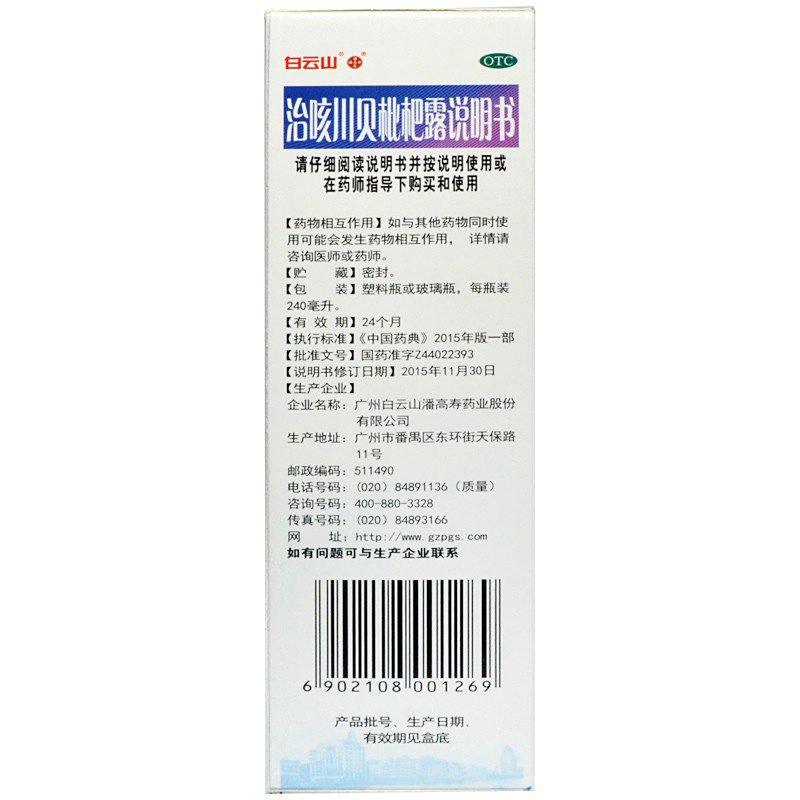 白云山® ®
OTC
治咳川贝枇杷露说明书
请仔细阅读说明书并按说明使用或
在药师指导下购买和使用
【药物相互作用】如与其他药物同时使
用可能会发生药物相互作用，详情请
咨询医师或药师。
【贮 藏】密封。
【包 装】塑料瓶或玻璃瓶，每瓶装
240毫升。
【有 效 期】24个月
【执行标准】《中国药典》2015年版一部
【批准文号】国药准字Z44022393
【说明书修订日期】2015年11月30日
【生产企业】
企业名称：广州白云山潘高寿药业股份
有限公司
生产地址：广州市番禺区东环街天保路
11号
邮政编码：511490
电话号码：（020）84891136（质量）
咨询号码：400-880-3328
传真号码：（020）84893166
网 址：http://www.gzpgs.com
如有问题可与生产企业联系
6 902108 001269
产品批号、生产日期、
有效期见盒底